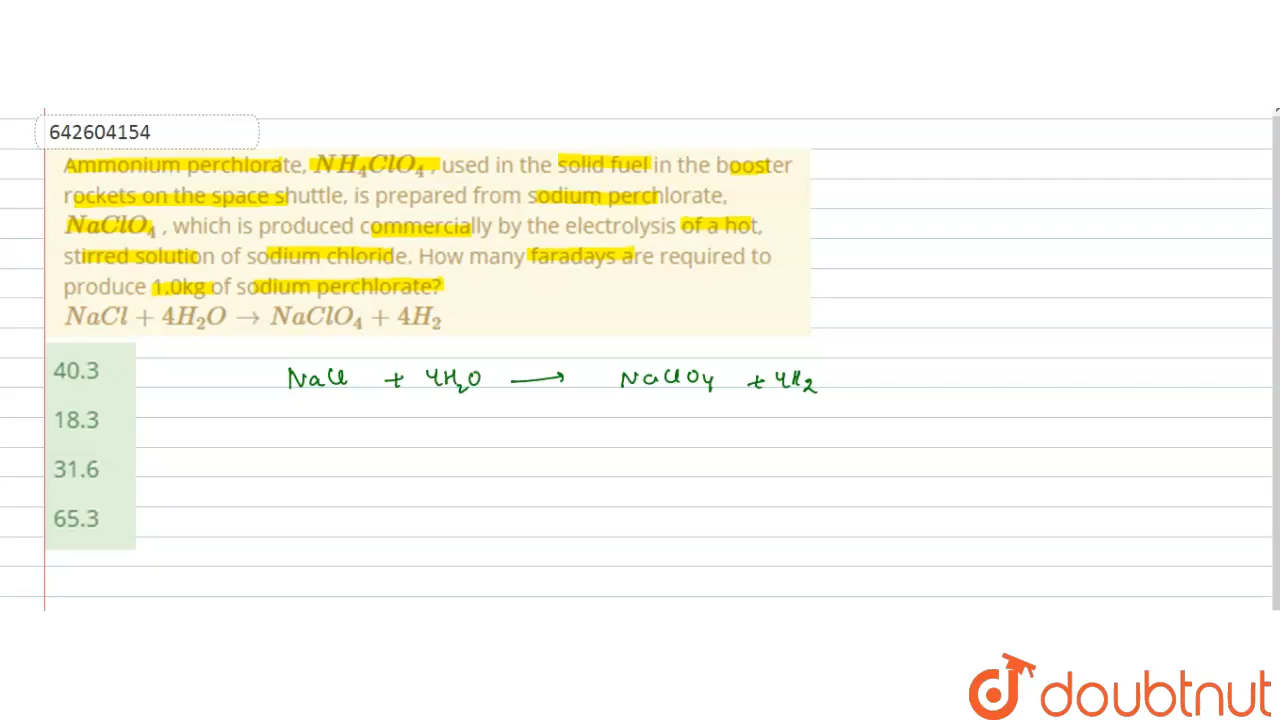 642604154
Ammonium perchlorate, NH₄ClO₄, used in the solid fuel in the booster
rockets on the space shuttle, is prepared from sodium perchlorate,
NaClO₄ , which is produced commercially by the electrolysis of a hot,
stirred solution of sodium chloride. How many faradays are required to
produce 1.0kg of sodium perchlorate?
NaCl + 4H₂O → NaClO₄ + 4H₂
40.3
NaCl + 4H₂O → NaClO₄ + 4H₂
18.3
31.6
65.3
doubtnut